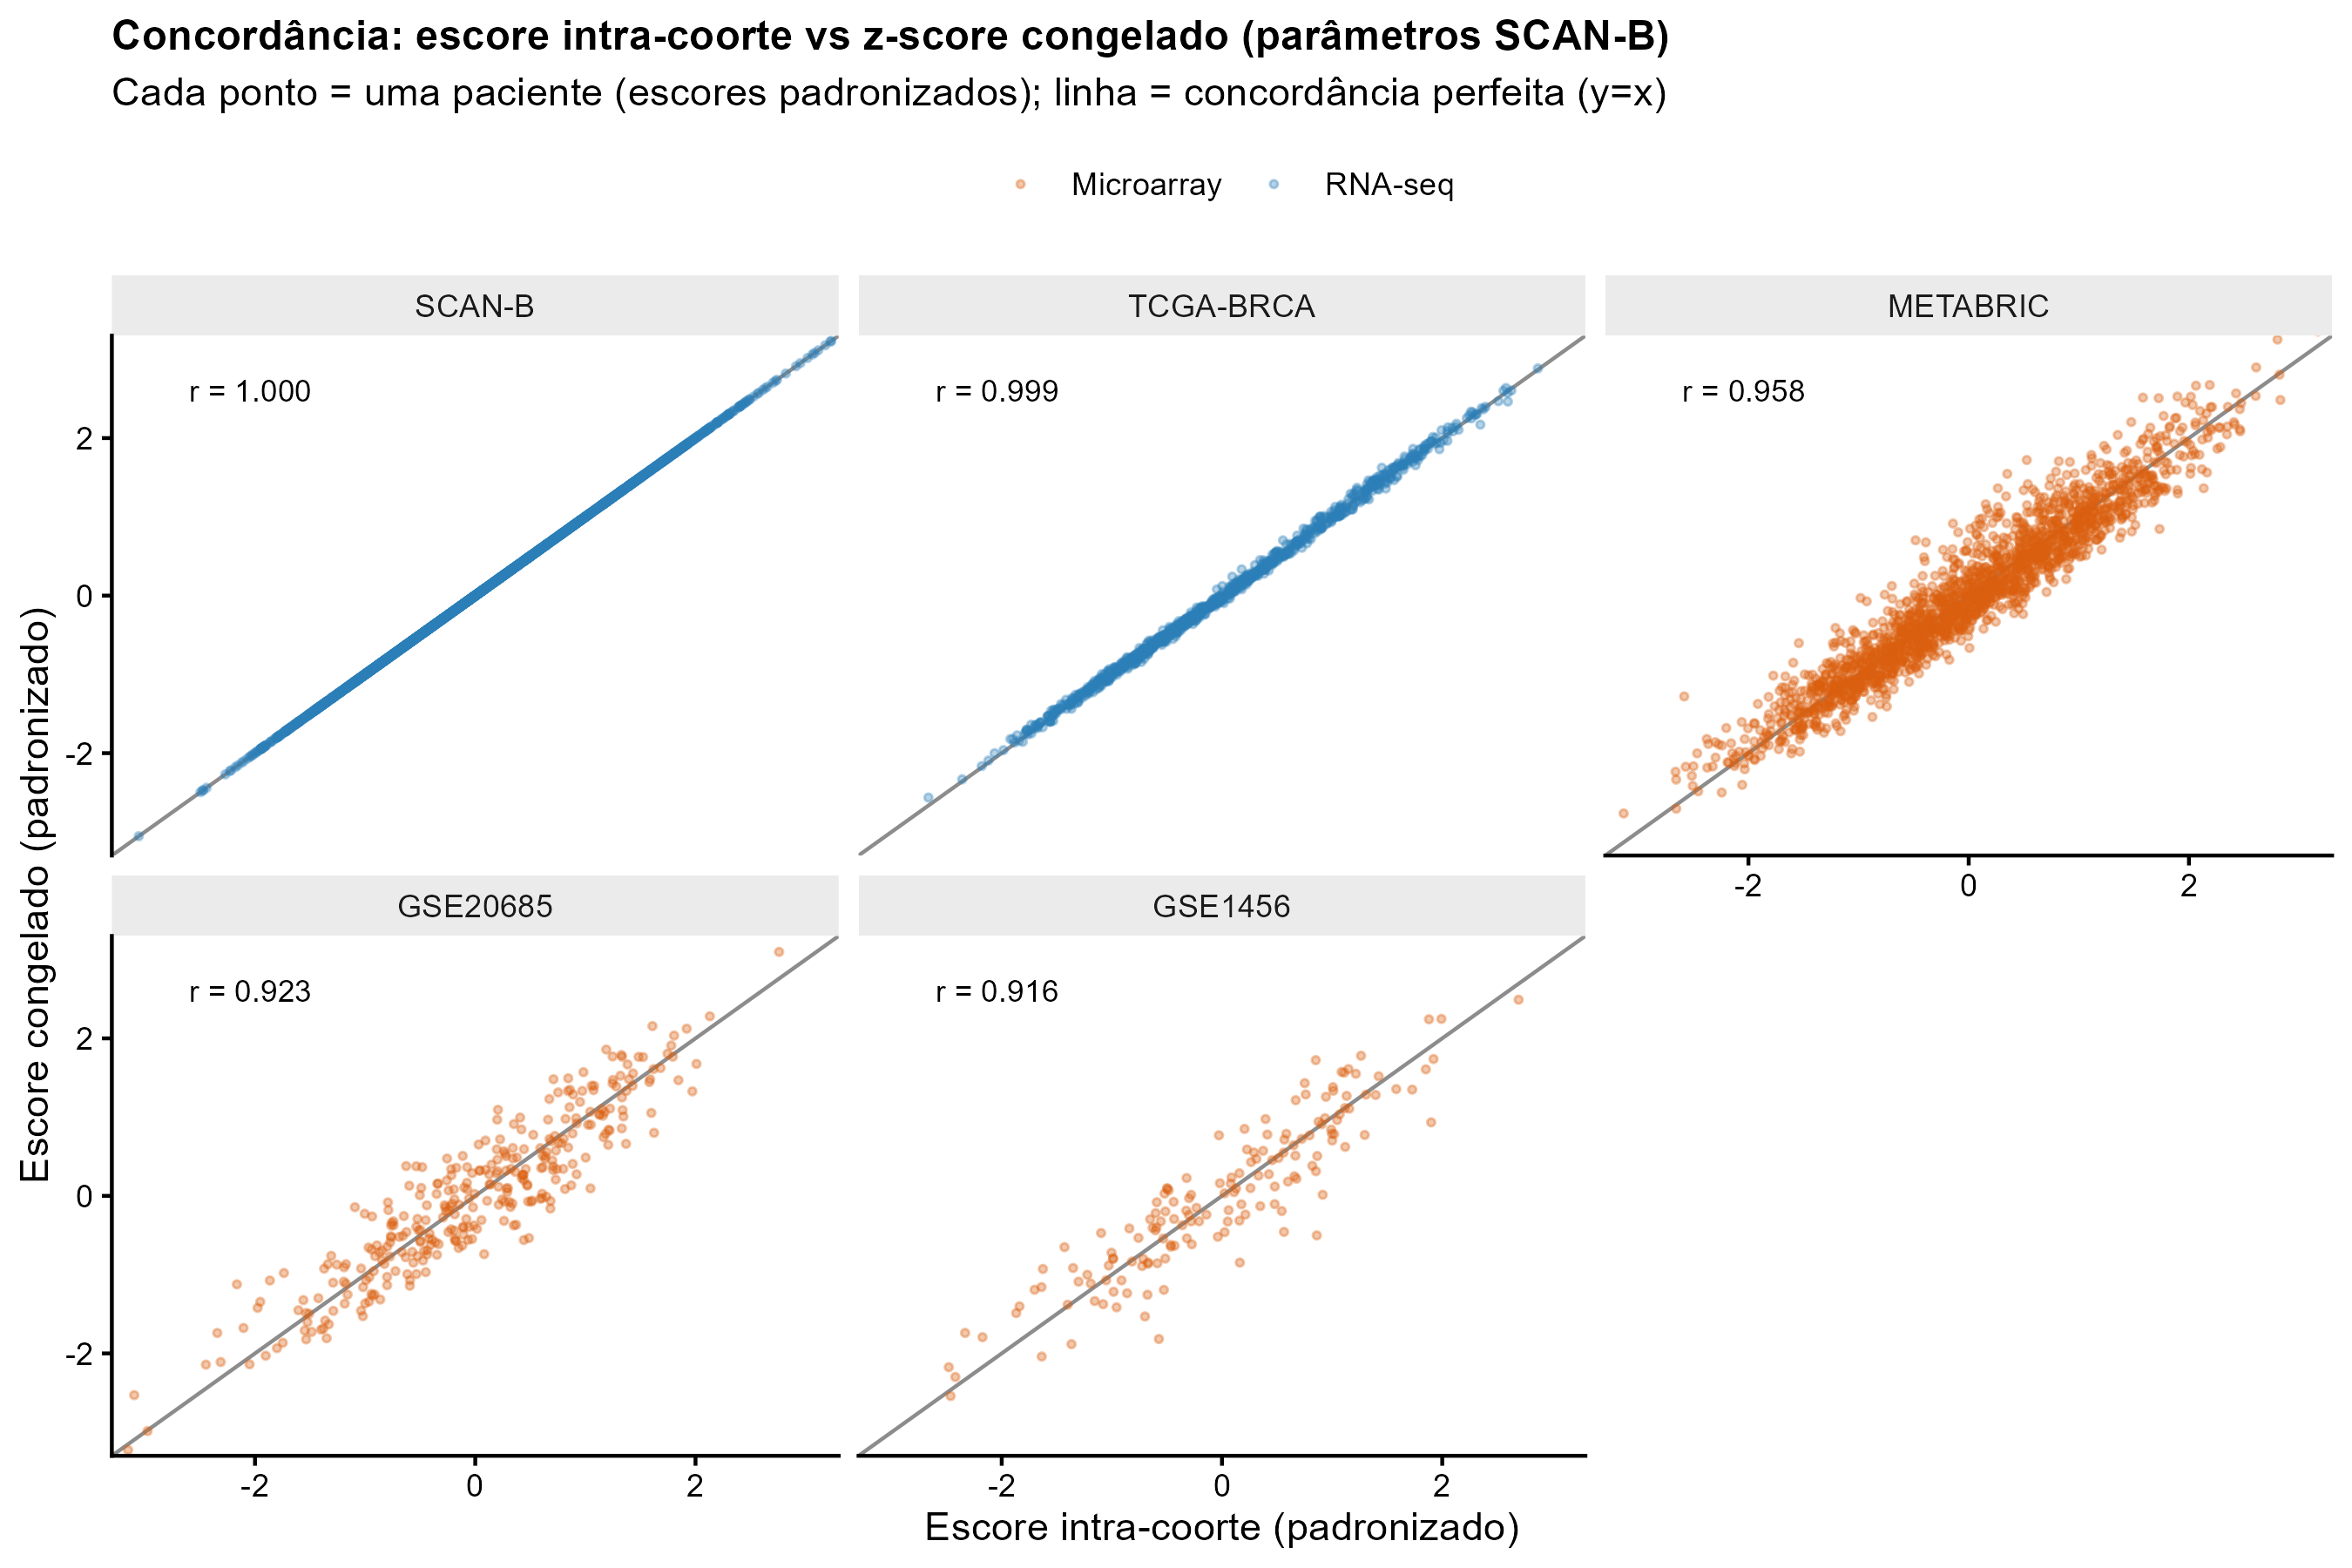 Concordância: escore intra-coorte vs z-score congelado (parâmetros SCAN-B)
Cada ponto = uma paciente (escores padronizados); linha = concordância perfeita (y=x)
Microarray
RNA-seq
SCAN-B
TCGA-BRCA
METABRIC
r = 1.000
r = 0.999
r = 0.958
2
0
-2
-2
0
2
Escore congelado (padronizado)
GSE20685
GSE1456
r = 0.923
r = 0.916
2
0
-2
-2
0
2
-2
0
2
Escore intra-coorte (padronizado)